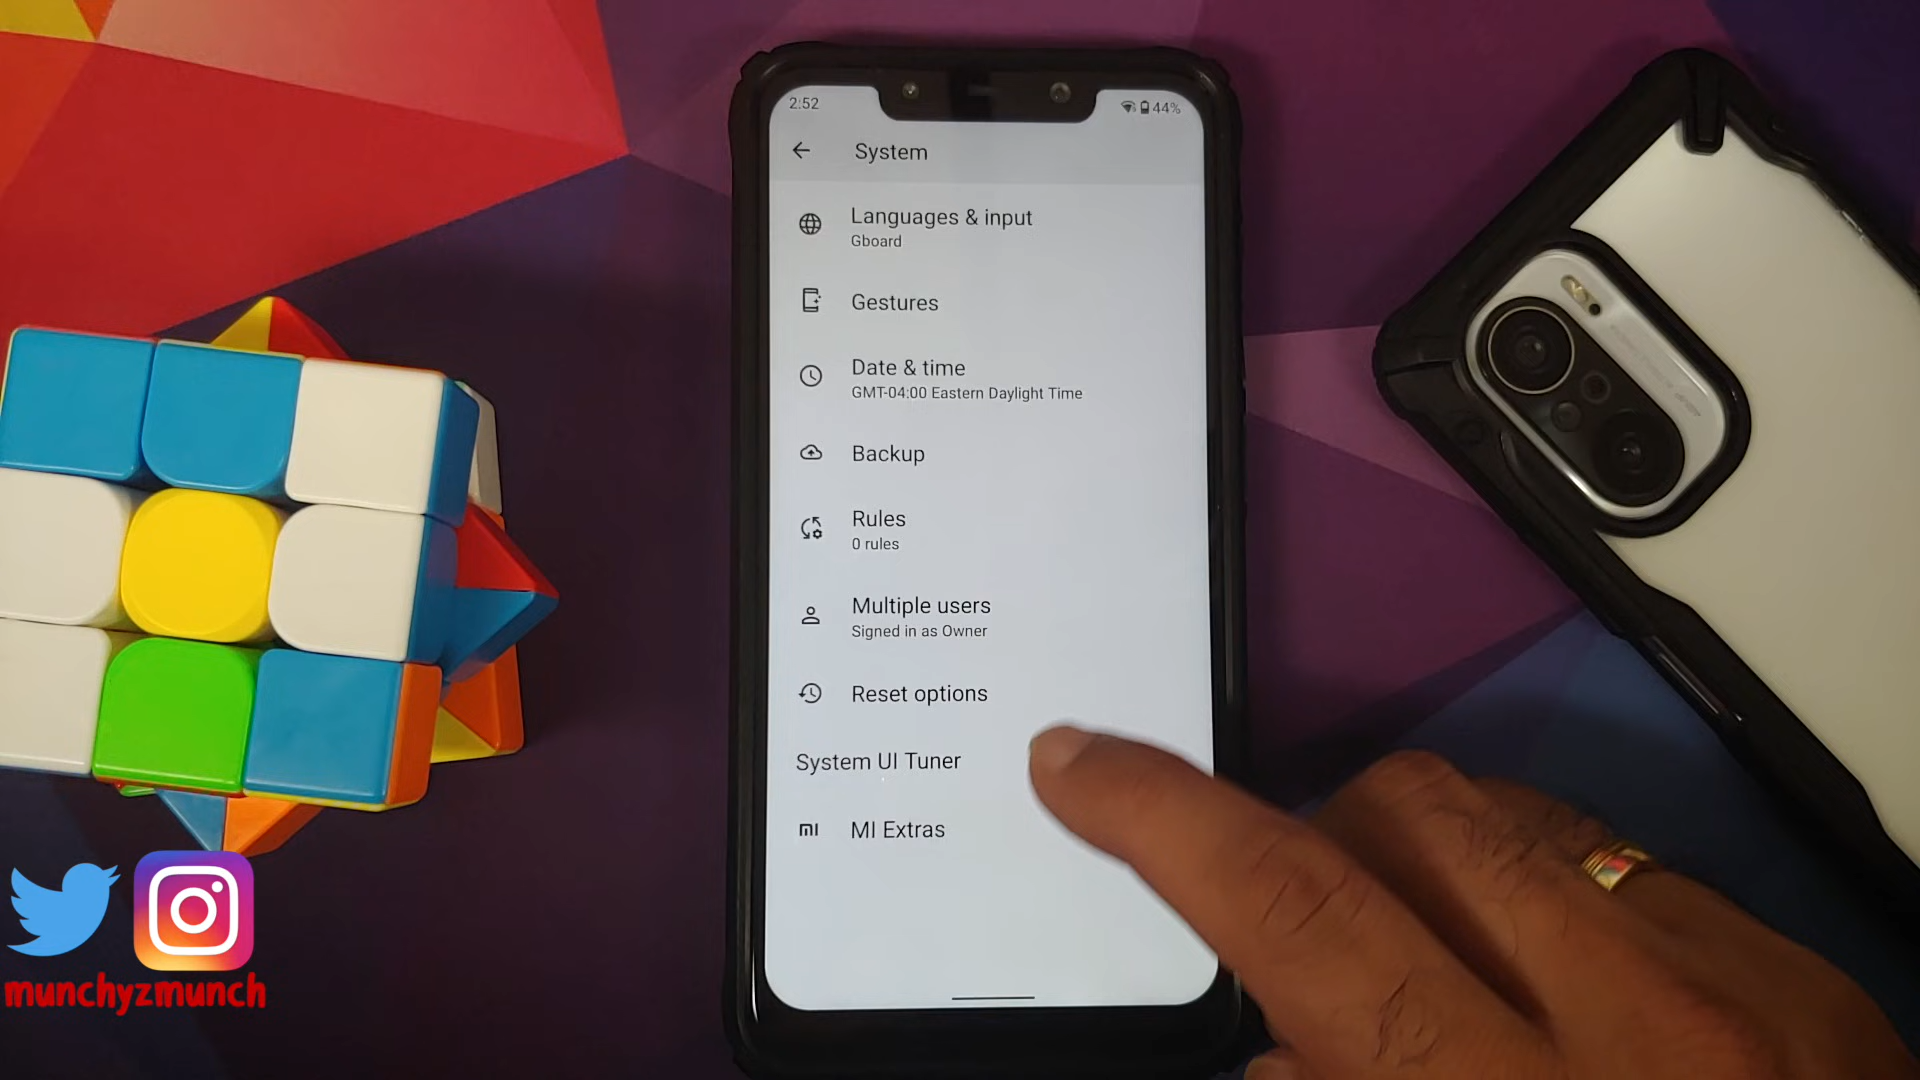 2:52
44%
System
Languages & input
Gboard
Gestures
Date & time
GMT-04:00 Eastern Daylight Time
Backup
Rules
0 rules
Multiple users
Signed in as Owner
Reset options
System UI Tuner
MI Extras
munchyzmunch